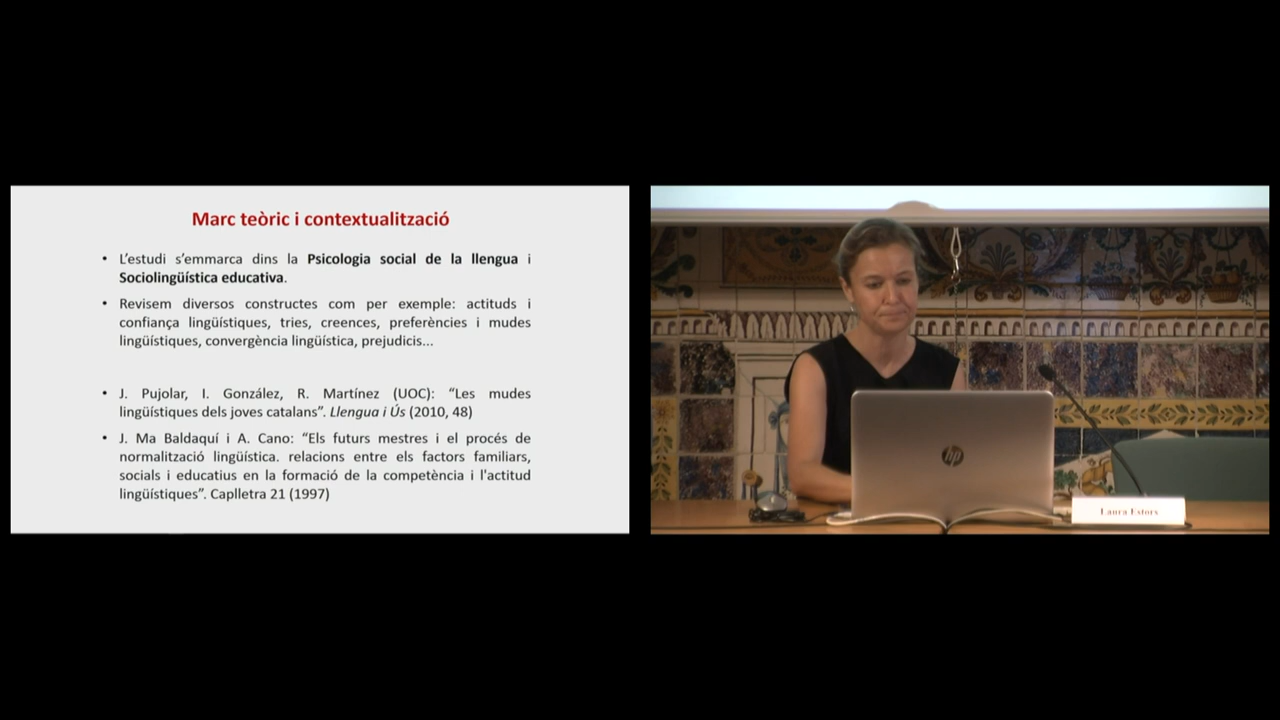 Marc teòric i contextualització
• L'estudi s'emmarca dins la Psicologia social de la llengua i
Sociolingüística educativa.
• Revisem diversos constructes com per exemple: actituds i
confiança lingüístiques, tries, creences, preferències i mudes
lingüístiques, convergència lingüística, prejudicis...
• J. Pujolar, I. González, R. Martínez (UOC): “Les mudes
lingüístiques dels joves catalans”. Llengua i Ús (2010, 48)
• J. Ma Baldaquí i A. Cano: “Els futurs mestres i el procés de
normalització lingüística. relacions entre els factors familiars,
socials i educatius en la formació de la competència i l'actitud
lingüístiques”. Caplletra 21 (1997)
hp
Laura